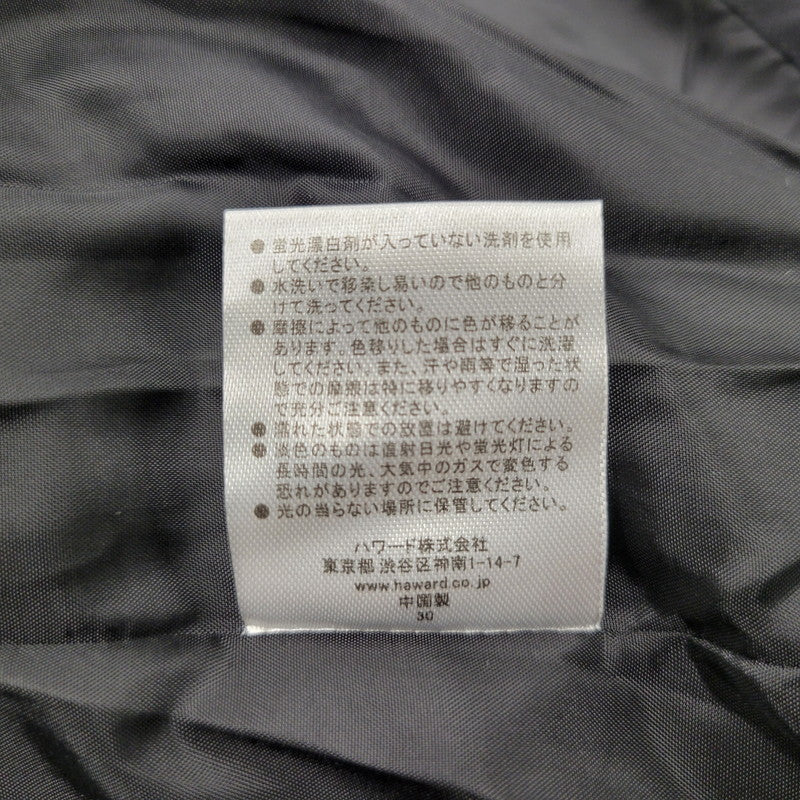 ● 蛍光漂白剤が入っていない洗剤を使用
してください。
● 水洗いで移染し易いので他のものと分
けて洗ってください。
● 摩擦によって他のものに色が移ることが
あります。色移りした場合はすぐに洗濯
してください。また、汗や雨等で湿った状
態での摩擦は特に移りやすくなりますの
で充分ご注意ください。
● 濡れた状態での放置は避けてください。
● 淡色のものは直射日光や蛍光灯による
長時間の光、大気中のガスで変色する
恐れがありますのでご注意ください。
● 光の当らない場所に保管してください。
ハワード株式会社
東京都 渋谷区神南1-14-7
www.haward.co.jp
中国製
30